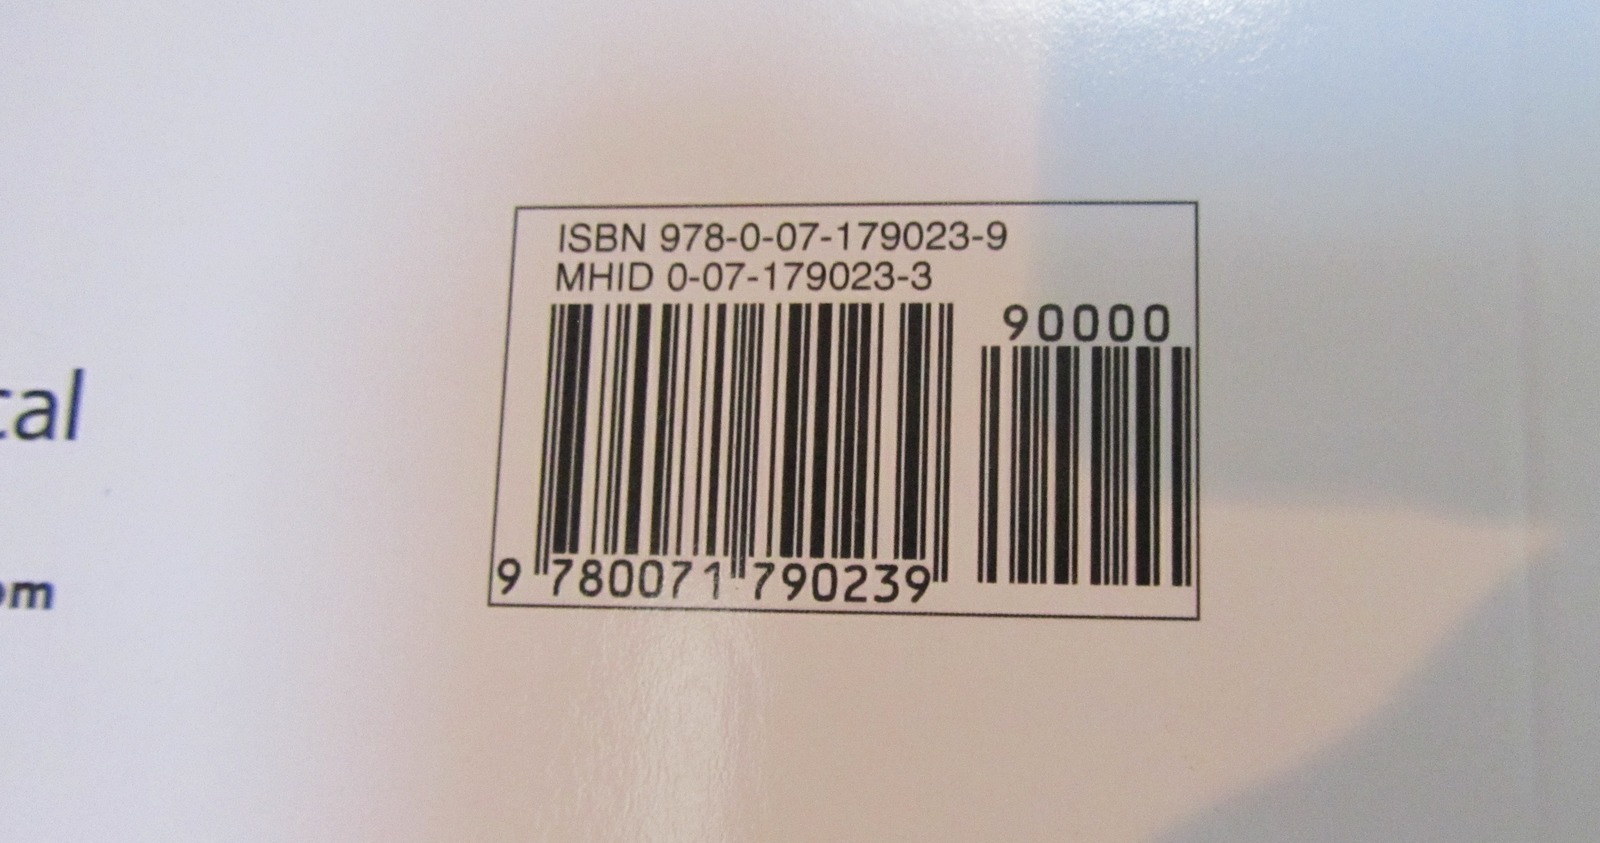 ISBN 978-0-07-179023-9
MHID 0-07-179023-3
90000
9 780071 790239
cal
om